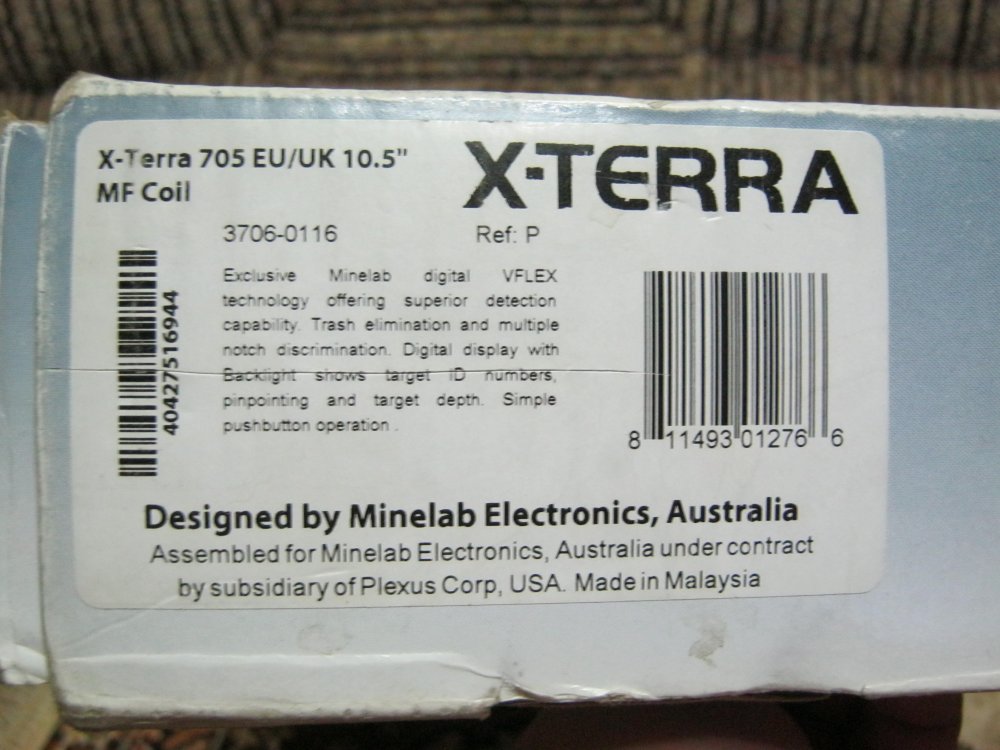 X-Terra 705 EU/UK 10.5"
MF Coil
X-TERRA
3706-0116
Ref: P
Exclusive Minelab digital VFLEX
technology offering superior detection
capability. Trash elimination and multiple
notch discrimination. Digital display with
Backlight shows target ID numbers,
pinpointing and target depth. Simple
pushbutton operation .
40427516944
8 11493 01276 6
Designed by Minelab Electronics, Australia
Assembled for Minelab Electronics, Australia under contract
by subsidiary of Plexus Corp, USA. Made in Malaysia